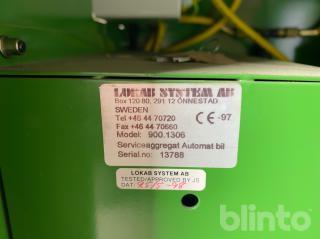 LOKAB SYSTEM AB
Box 120 80, 291 12 ÖNNESTAD
SWEDEN
Tel +46 44 70720
Fax +46 44 70660
CE -97
Model: 900.1306
Serviceaggregat Automat bil
Serial.no: 13788
LOKAB SYSTEM AB
TESTED/APPROVED BY JS
DAT:
blinto